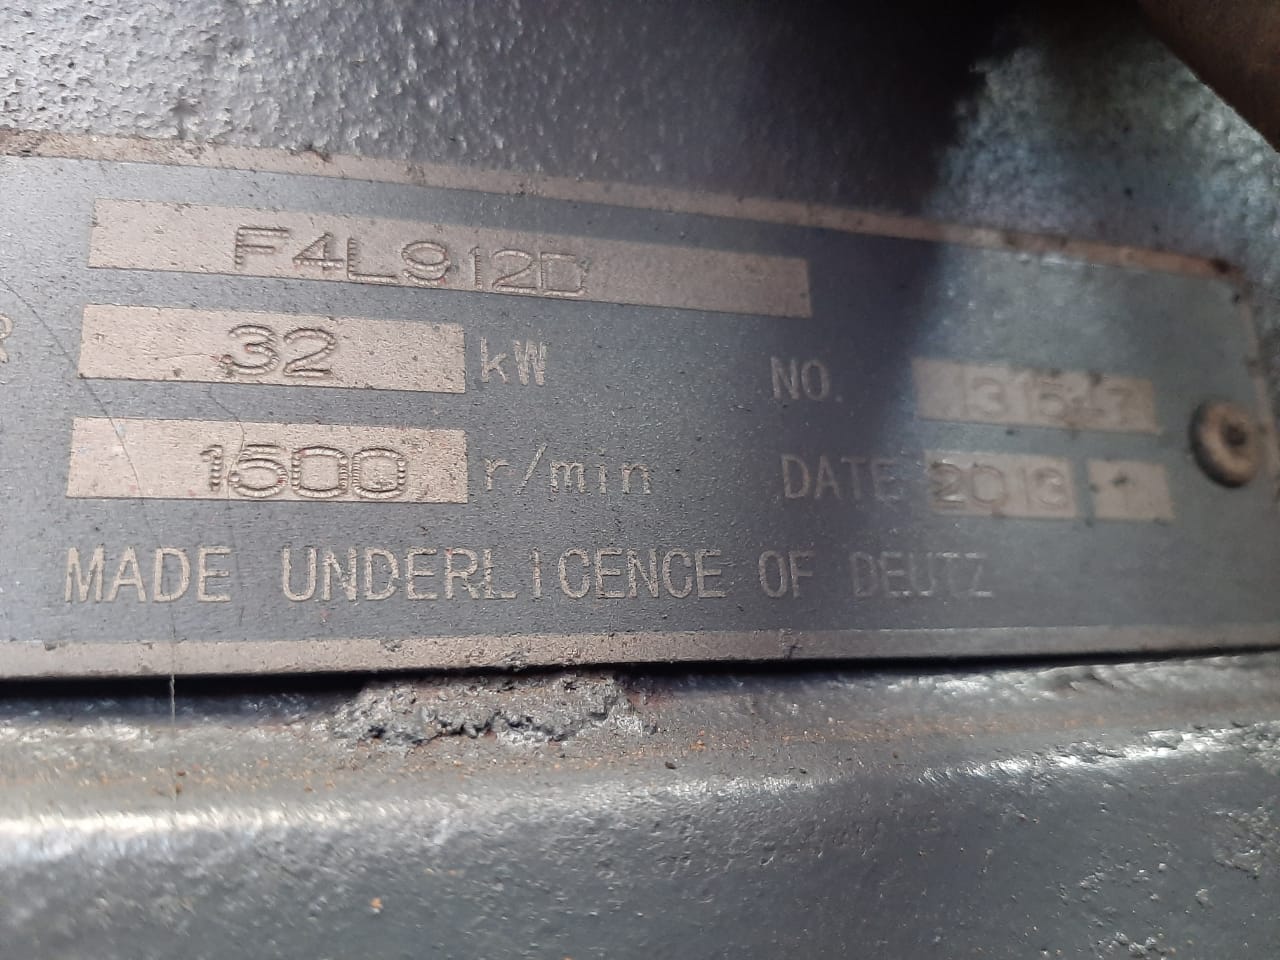 F4L912D
32 kW
1500 r/min
NO.
DATE 2013
MADE UNDERLICENCE OF DEUTZ